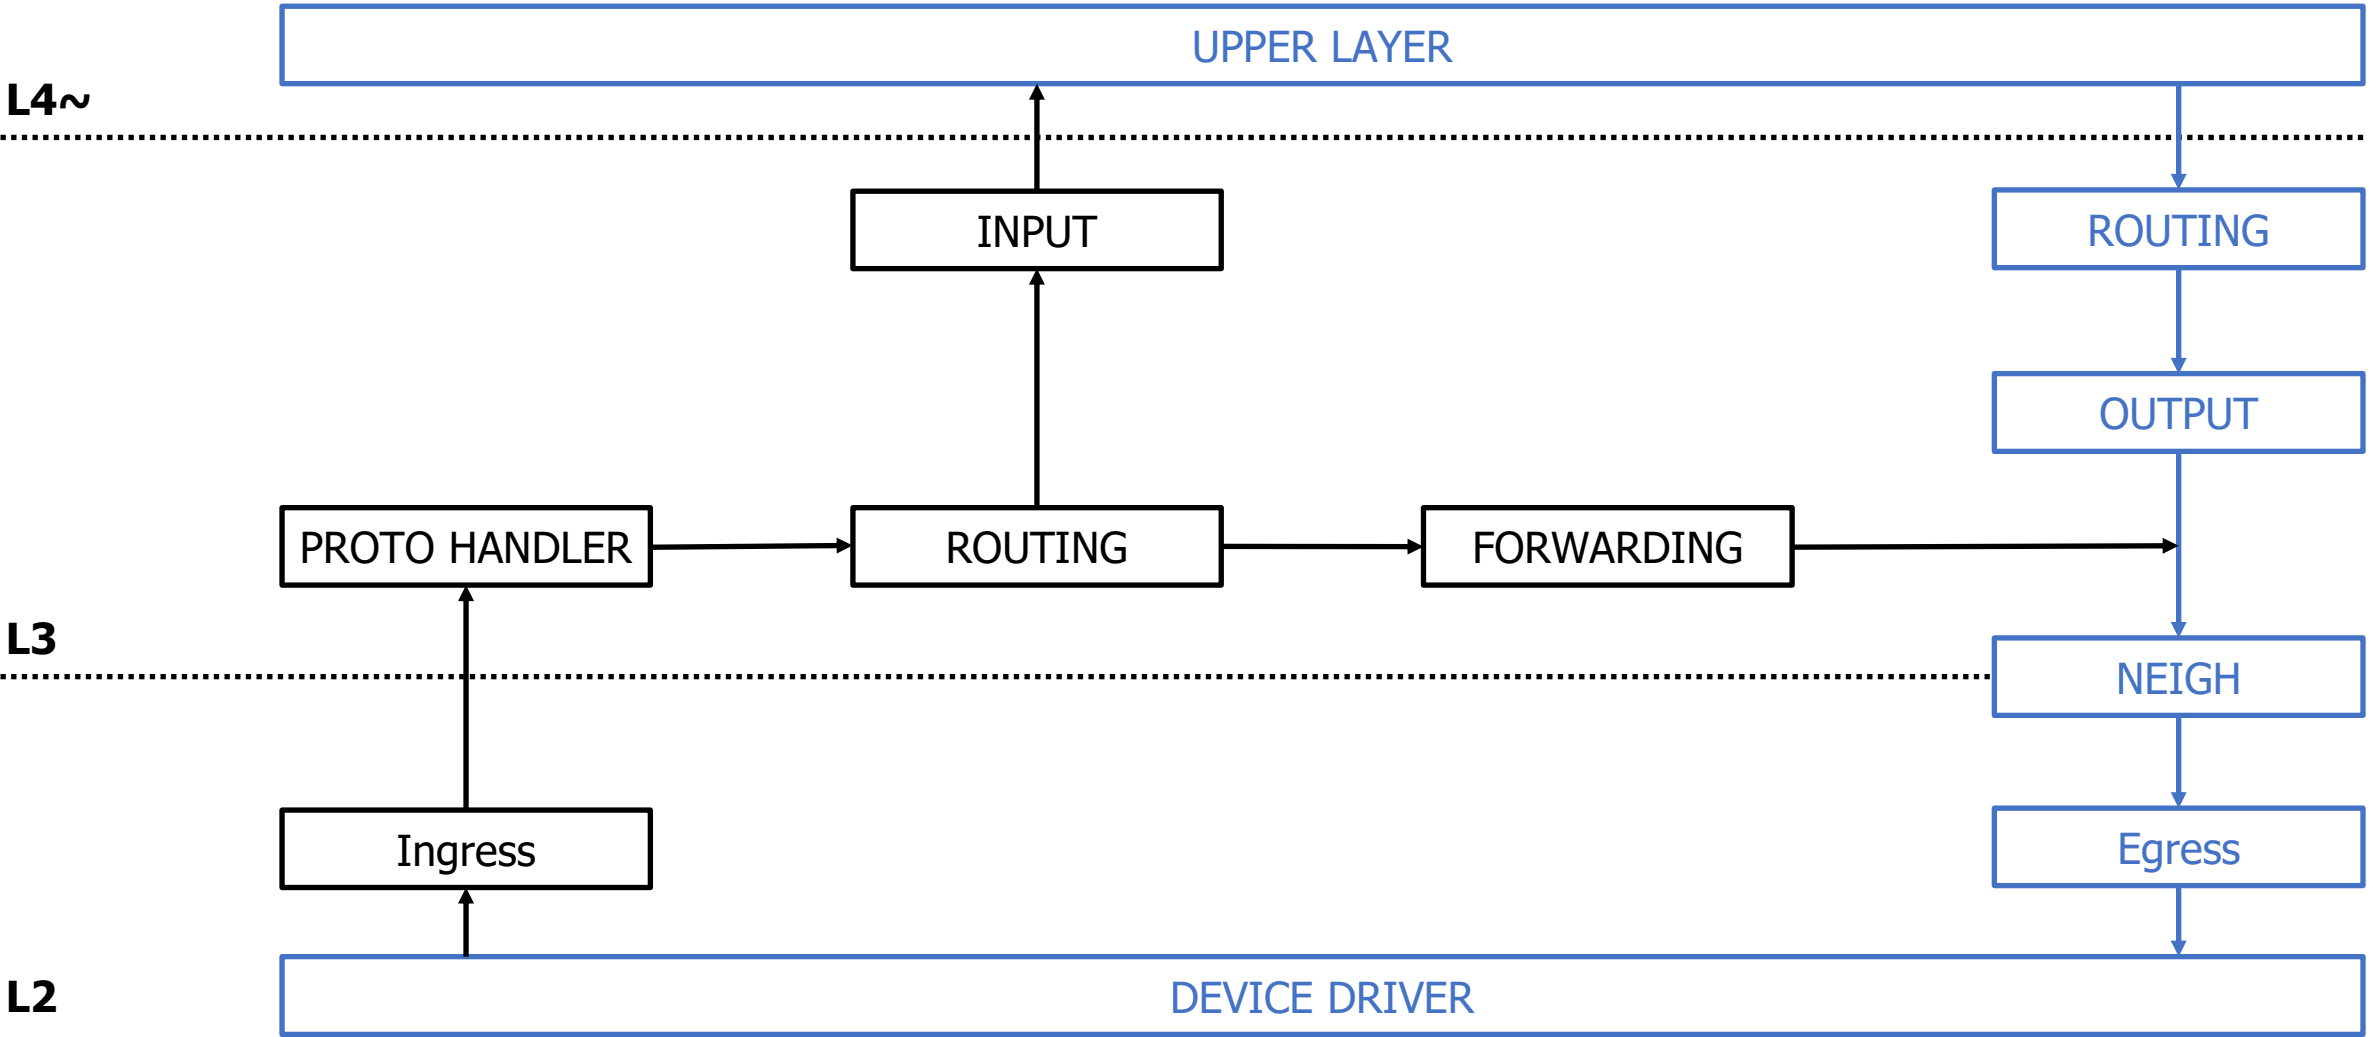 UPPER LAYER
L4~
INPUT
ROUTING
OUTPUT
PROTO HANDLER
ROUTING
FORWARDING
L3
NEIGH
Ingress
Egress
L2
DEVICE DRIVER